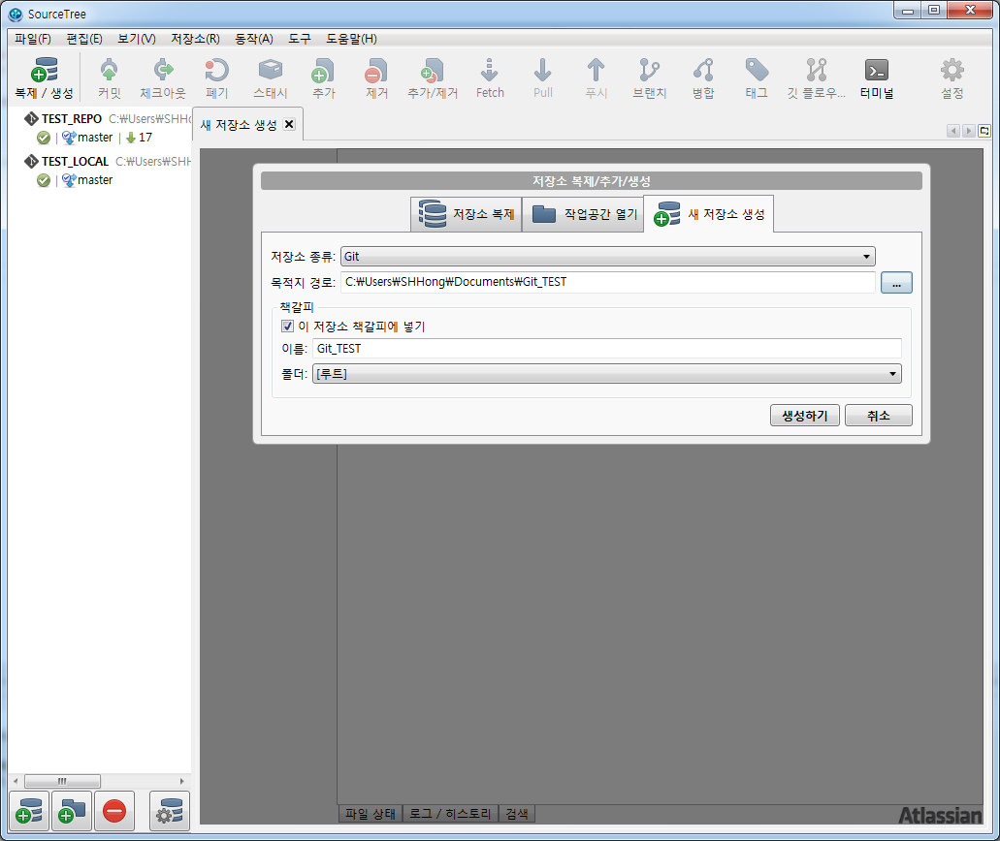 SourceTree
파일(F) 편집(E) 보기(V) 저장소(R) 동작(A) 도구 도움말(H)
복제 / 생성 커밋 체크아웃 폐기 스태시 추가 제거 추가/제거 Fetch Pull 푸시 브랜치 병합 태그 깃 플로우... 터미널 설정
TEST_REPO C:₩Users₩SHHo
master 17
TEST_LOCAL C:₩Users₩SHH
master
새 저장소 생성
저장소 복제/추가/생성
저장소 복제 작업공간 열기 새 저장소 생성
저장소 종류: Git
목적지 경로: C:₩Users₩SHHong₩Documents₩Git_TEST ...
책갈피
이 저장소 책갈피에 넣기
이름: Git_TEST
폴더: [루트]
생성하기 취소
파일 상태 로그 / 히스토리 검색
Atlassian